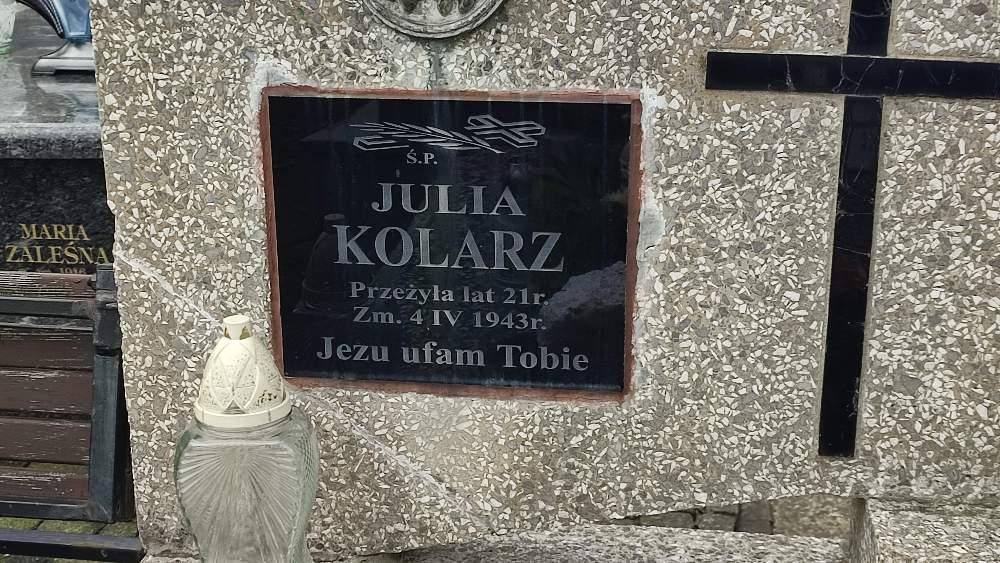 Ś.P.
JULIA
KOLARZ
Przeżyła lat 21r.
Zm. 4 IV 1943r.
Jezu ufam Tobie
MARIA
ZALEŚNA